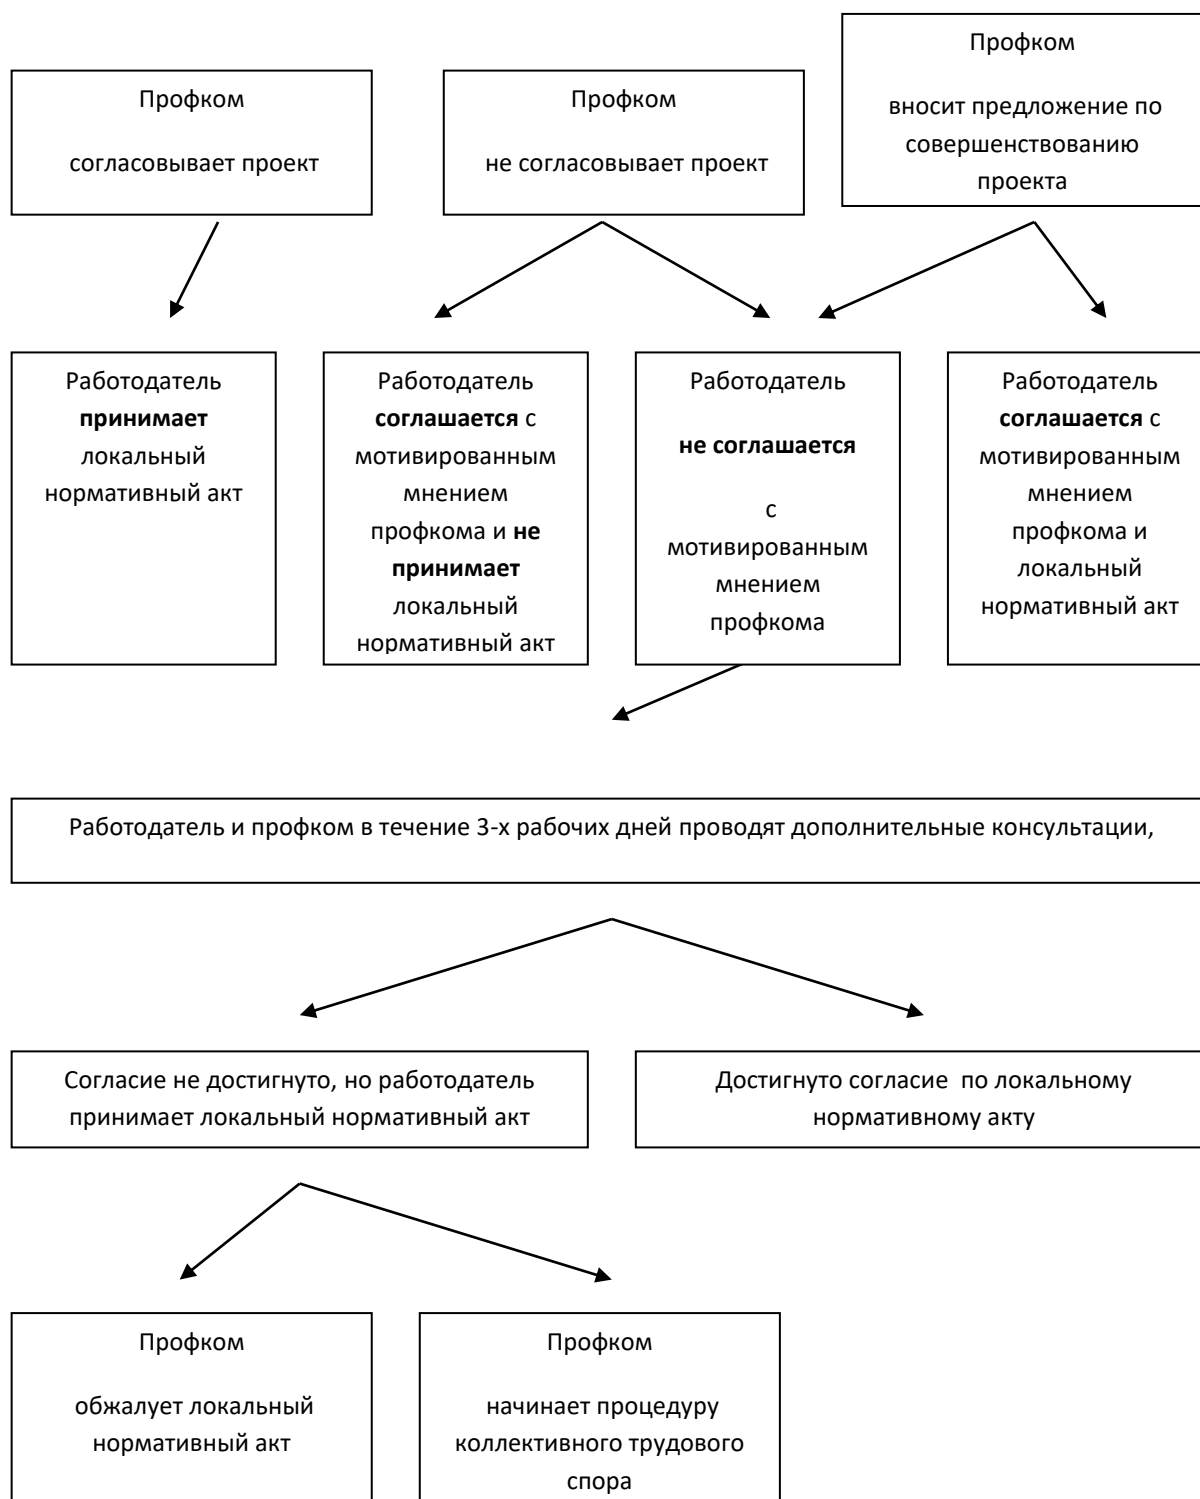 Профком
согласовывает проект
Профком
не согласовывает проект
Профком
вносит предложение по
совершенствованию
проекта
Работодатель
принимает
локальный
нормативный акт
Работодатель
соглашается с
мотивированным
мнением
профкома и не
принимает
локальный
нормативный акт
Работодатель
не соглашается
с
мотивированным
мнением
профкома
Работодатель
соглашается с
мотивированным
мнением
профкома и
локальный
нормативный акт
Работодатель и профком в течение 3-х рабочих дней проводят дополнительные консультации,
Согласие не достигнуто, но работодатель
принимает локальный нормативный акт
Достигнуто согласие  по локальному
нормативному акту
Профком
обжалует локальный
нормативный акт
Профком
начинает процедуру
коллективного трудового
спора